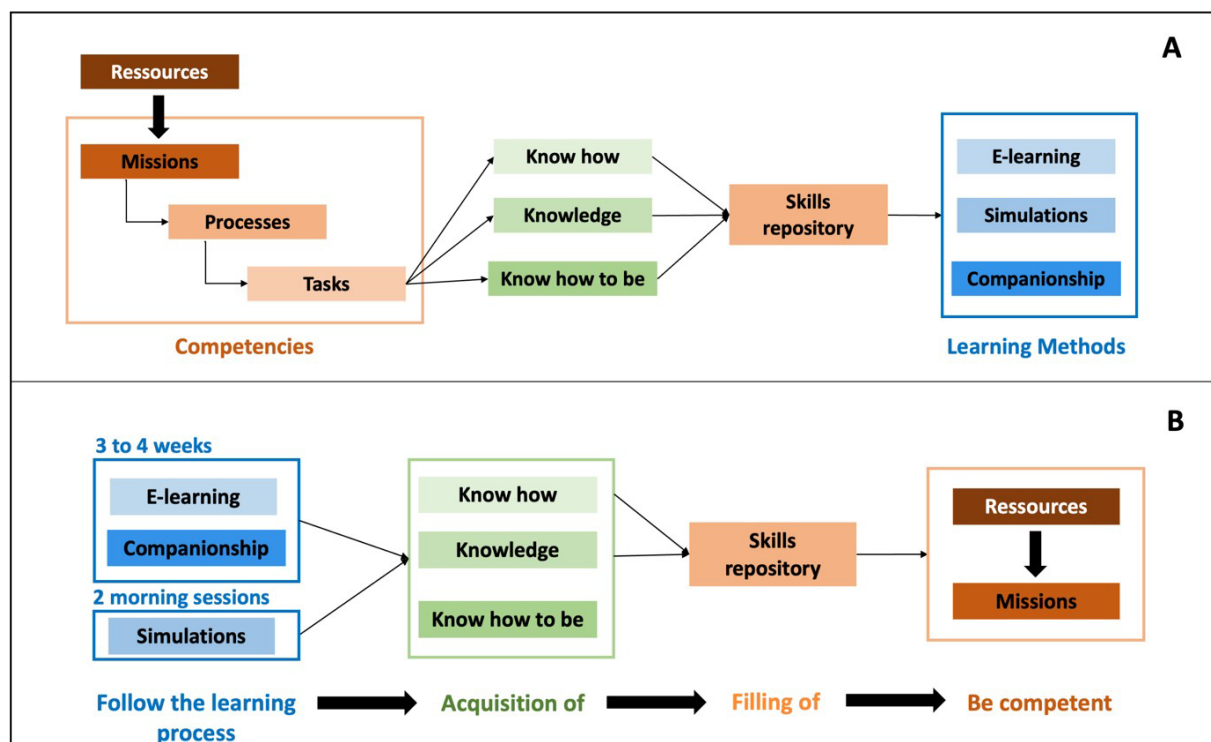 A
Ressources
Missions
Processes
Tasks
Competencies
Know how
Knowledge
Know how to be
Skills
repository
E-learning
Simulations
Companionship
Learning Methods
B
3 to 4 weeks
E-learning
Companionship
2 morning sessions
Simulations
Know how
Knowledge
Know how to be
Skills
repository
Ressources
Missions
Follow the learning
process
Acquisition of
Filling of
Be competent